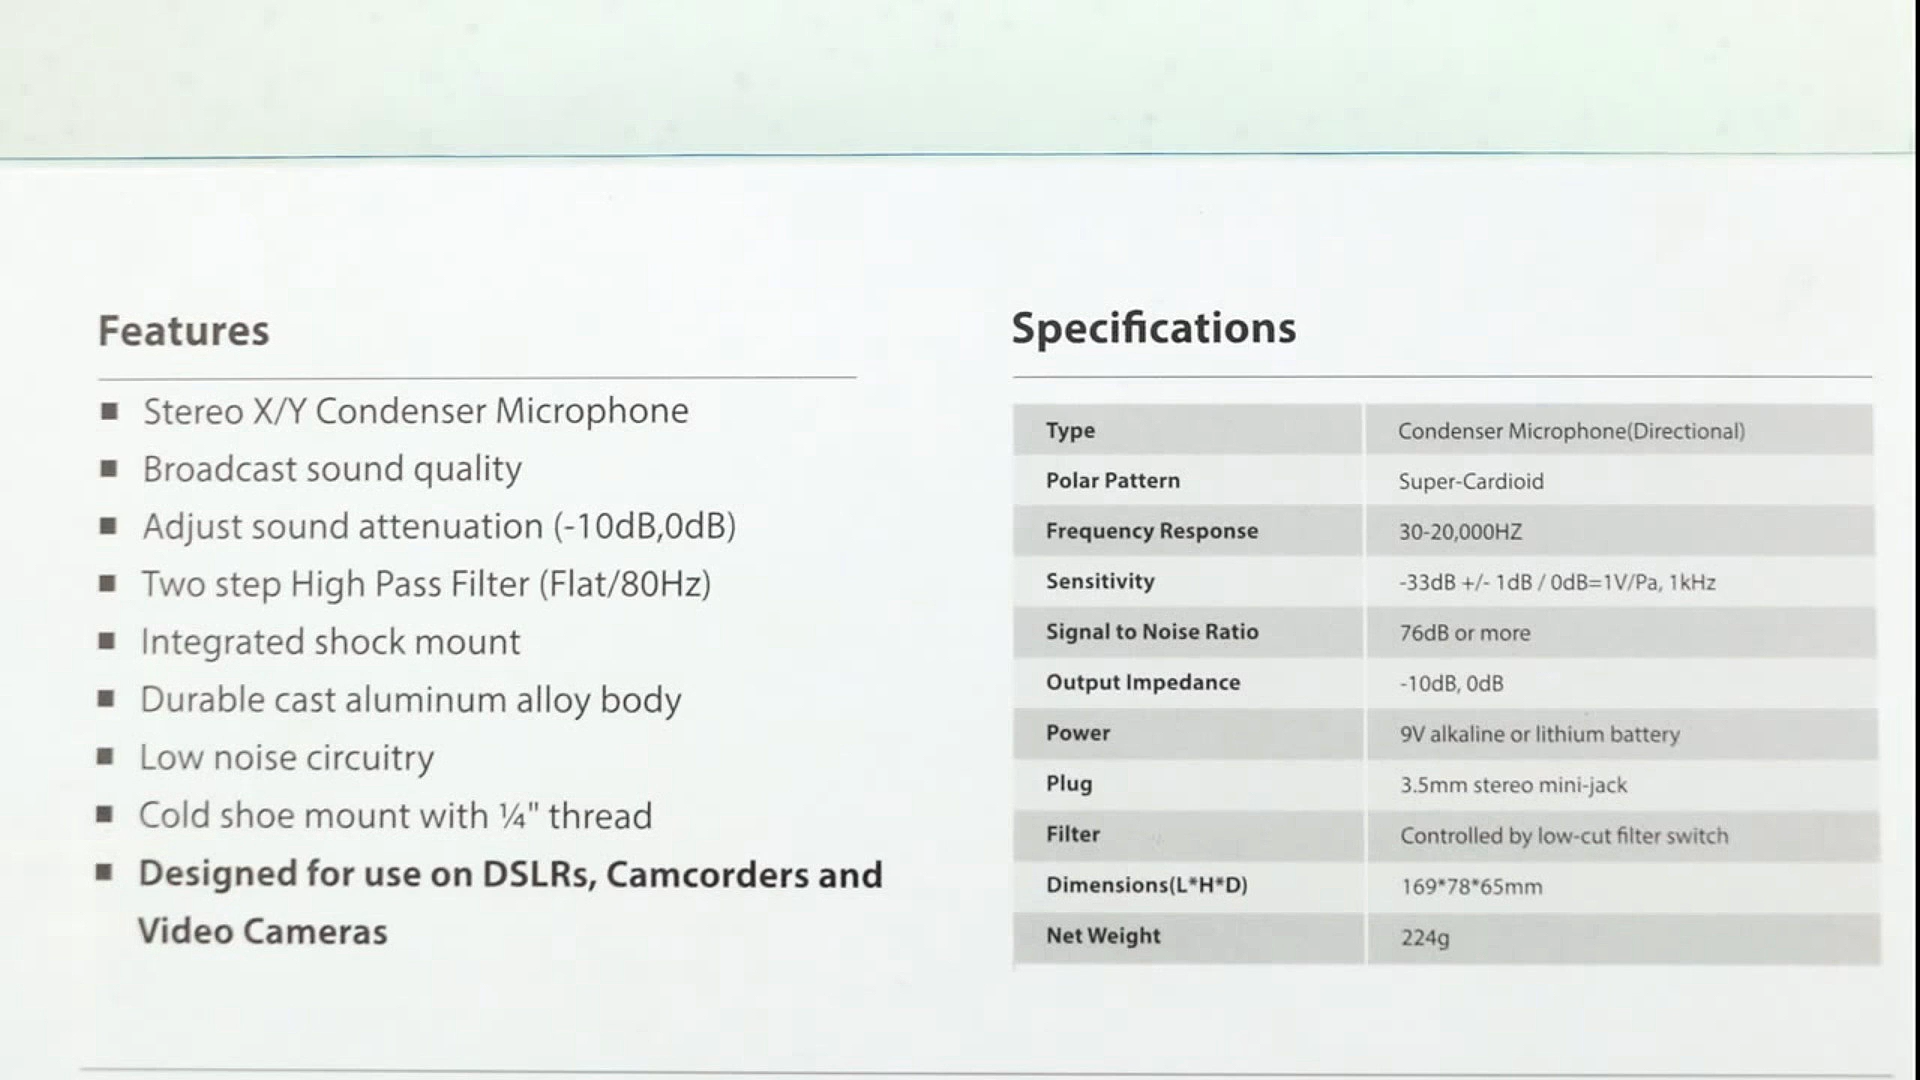 Features
Stereo X/Y Condenser Microphone
Broadcast sound quality
Adjust sound attenuation (-10dB,0dB)
Two step High Pass Filter (Flat/80Hz)
Integrated shock mount
Durable cast aluminum alloy body
Low noise circuitry
Cold shoe mount with ¼" thread
Designed for use on DSLRs, Camcorders and
Video Cameras
Specifications
Type Condenser Microphone(Directional)
Polar Pattern Super-Cardioid
Frequency Response 30-20,000HZ
Sensitivity -33dB +/- 1dB / 0dB=1V/Pa, 1kHz
Signal to Noise Ratio 76dB or more
Output Impedance -10dB, 0dB
Power 9V alkaline or lithium battery
Plug 3.5mm stereo mini-jack
Filter Controlled by low-cut filter switch
Dimensions(L*H*D) 169*78*65mm
Net Weight 224g